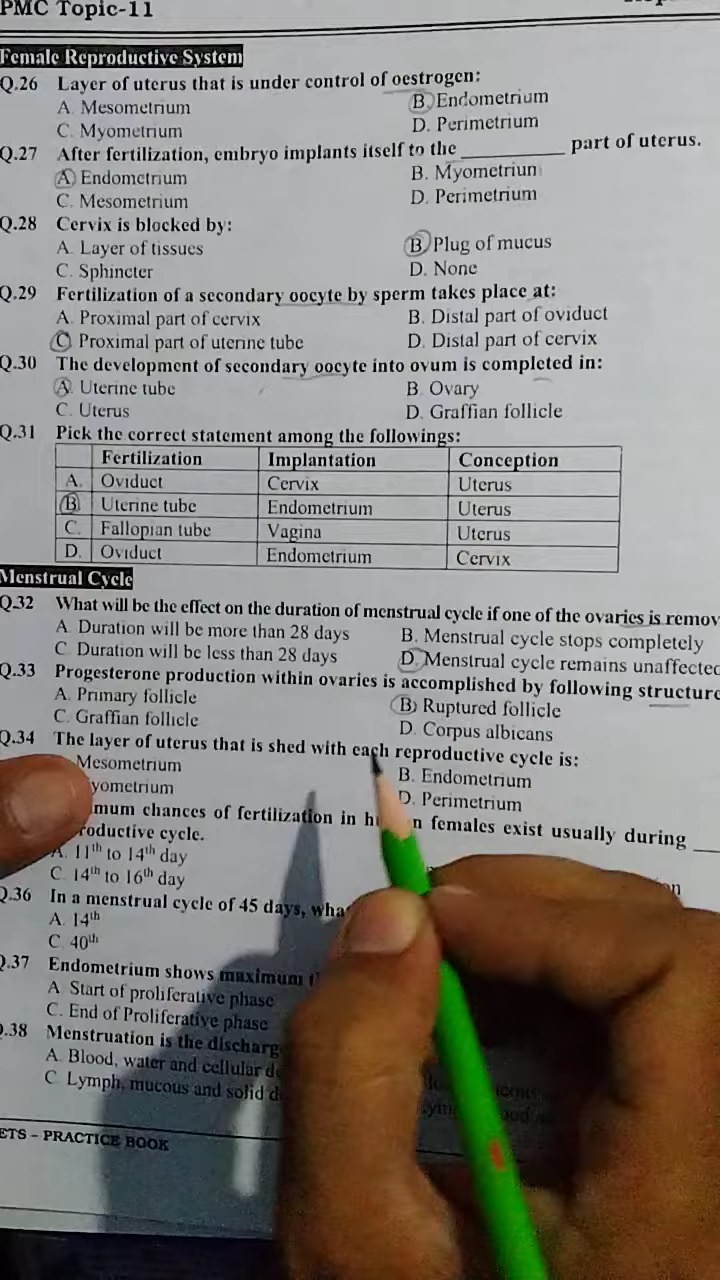 PMC Topic-11
Female Reproductive System
Q.26 Layer of uterus that is under control of oestrogen:
A. Mesometrium B. Endometrium
C. Myometrium D. Perimetrium
Q.27 After fertilization, embryo implants itself to the __________ part of uterus.
A. Endometrium B. Myometriun
C. Mesometrium D. Perimetrium
Q.28 Cervix is blocked by:
A. Layer of tissues B. Plug of mucus
C. Sphincter D. None
Q.29 Fertilization of a secondary oocyte by sperm takes place at:
A. Proximal part of cervix B. Distal part of oviduct
C. Proximal part of uterine tube D. Distal part of cervix
Q.30 The development of secondary oocyte into ovum is completed in:
A. Uterine tube B. Ovary
C. Uterus D. Graffian follicle
Q.31 Pick the correct statement among the followings:
Fertilization Implantation Conception
A. Oviduct Cervix Uterus
B. Uterine tube Endometrium Uterus
C. Fallopian tube Vagina Uterus
D. Oviduct Endometrium Cervix
Menstrual Cycle
Q.32 What will be the effect on the duration of menstrual cycle if one of the ovaries is remov
A. Duration will be more than 28 days B. Menstrual cycle stops completely
C. Duration will be less than 28 days D. Menstrual cycle remains unaffected
Q.33 Progesterone production within ovaries is accomplished by following structure
A. Primary follicle B. Ruptured follicle
C. Graffian follicle D. Corpus albicans
Q.34 The layer of uterus that is shed with each reproductive cycle is:
Mesometrium B. Endometrium
yometrium D. Perimetrium
mum chances of fertilization in h n females exist usually during __
roductive cycle.
A. 11th to 14th day
C. 14th to 16th day
Q.36 In a menstrual cycle of 45 days, wha
A. 14th
C. 40th
Q.37 Endometrium shows maximum
A. Start of proliferative phase
C. End of Proliferative phase
Q.38 Menstruation is the discharg
A. Blood, water and cellular d
C. Lymph, mucous and solid d
ETS – PRACTICE BOOK